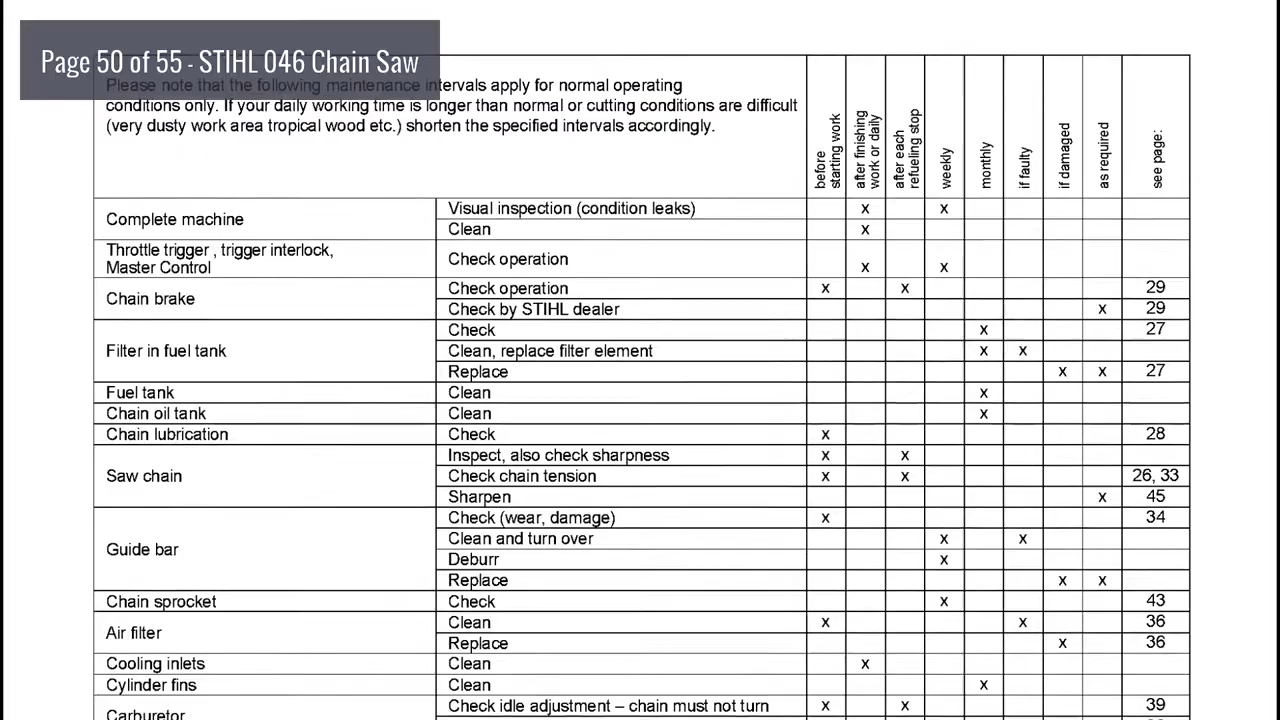 Page 50 of 55 - STIHL 046 Chain Saw
Please note that the following maintenance intervals apply for normal operating
conditions only. If your daily working time is longer than normal or cutting conditions are difficult
(very dusty work area tropical wood etc.) shorten the specified intervals accordingly.
before starting work
after finishing work or daily
after each refueling stop
weekly
monthly
if faulty
if damaged
as required
see page:
Complete machine
Visual inspection (condition leaks) x x
Clean x
Throttle trigger , trigger interlock,
Master Control
Check operation x x
Chain brake
Check operation x x 29
Check by STIHL dealer x 29
Filter in fuel tank
Check x 27
Clean, replace filter element x x
Replace x x 27
Fuel tank Clean x
Chain oil tank Clean x
Chain lubrication Check x 28
Saw chain
Inspect, also check sharpness x x
Check chain tension x x 26, 33
Sharpen x 45
Guide bar
Check (wear, damage) x 34
Clean and turn over x x
Deburr x
Replace x x
Chain sprocket Check x 43
Air filter
Clean x x 36
Replace x 36
Cooling inlets Clean x
Cylinder fins Clean x
Carburetor
Check idle adjustment – chain must not turn x x 39